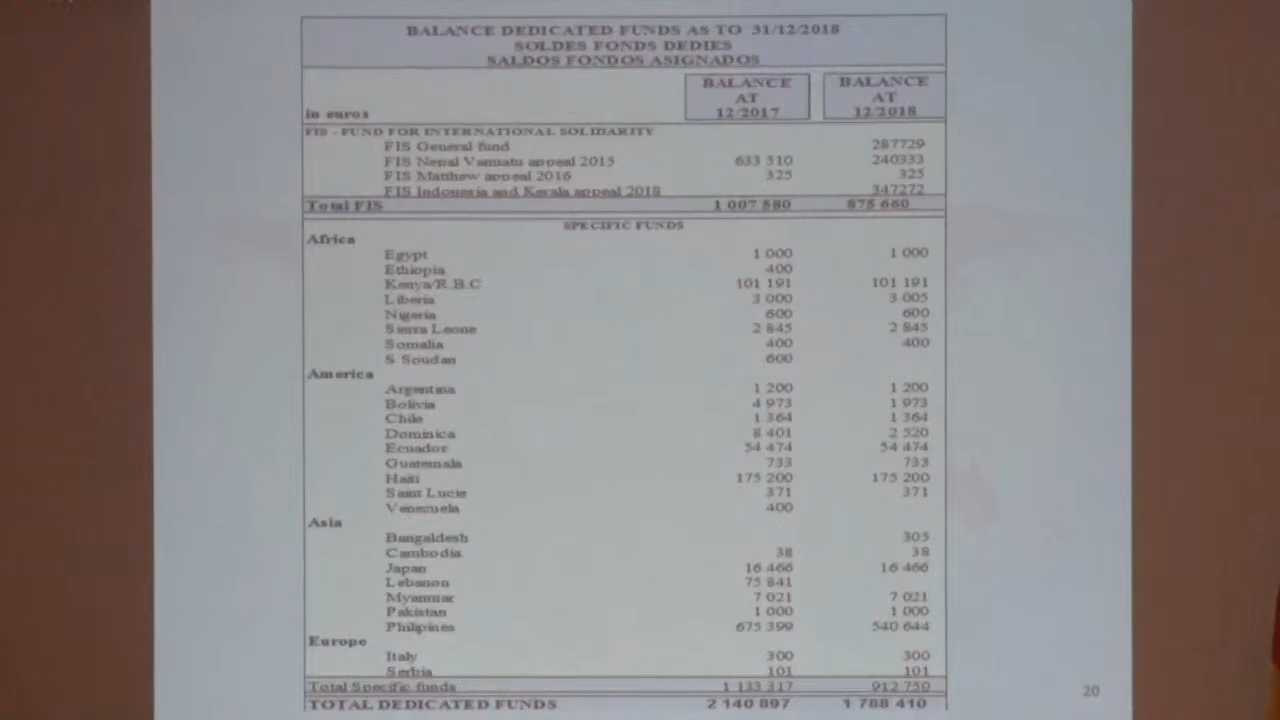 BALANCE DEDICATED FUNDS AS TO 31/12/2018
SOLDES FONDS DEDIES
SALDOS FONDOS ASIGNADOS
in euros BALANCE AT 12/2017 BALANCE AT 12/2018
FIS - FUND FOR INTERNATIONAL SOLIDARITY
FIS General fund 287729
FIS Nepal Vanuatu appeal 2015 633 510 240333
FIS Matthew appeal 2016 325 325
FIS Indonesia and Kerala appeal 2018 347272
Total FIS 1 007 580 875 660
SPECIFIC FUNDS
Africa
Egypt 1 000 1 000
Ethiopia 400
Kenya/R.B.C 101 191 101 191
Liberia 3 000 3 005
Nigeria 600 600
Sierra Leone 2 845 2 845
Somalia 400 400
S Soudan 600
America
Argentina 1 200 1 200
Bolivia 4 973 1 973
Chile 1 364 1 364
Dominica 8 401 2 520
Ecuador 54 474 54 474
Guatemala 733 733
Haiti 175 200 175 200
Saint Lucie 371 371
Venezuela 400
Asia
Bangaldesh 305
Cambodia 38 38
Japan 16 466 16 466
Lebanon 75 841
Myanmar 7 021 7 021
Pakistan 1 000 1 000
Philipines 675 399 540 644
Europe
Italy 300 300
Serbia 101 101
Total Specific funds 1 133 317 912 750
TOTAL DEDICATED FUNDS 2 140 897 1 788 410
20